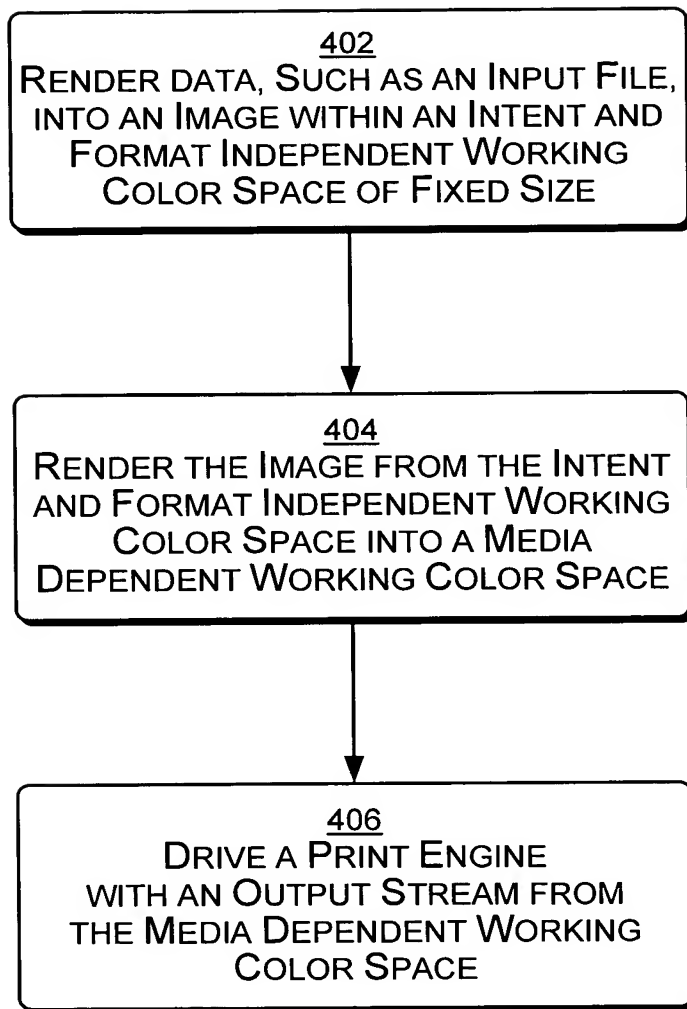 402
RENDER DATA, SUCH AS AN INPUT FILE,
INTO AN IMAGE WITHIN AN INTENT AND
FORMAT INDEPENDENT WORKING
COLOR SPACE OF FIXED SIZE
404
RENDER THE IMAGE FROM THE INTENT
AND FORMAT INDEPENDENT WORKING
COLOR SPACE INTO A MEDIA
DEPENDENT WORKING COLOR SPACE
406
DRIVE A PRINT ENGINE
WITH AN OUTPUT STREAM FROM
THE MEDIA DEPENDENT WORKING
COLOR SPACE